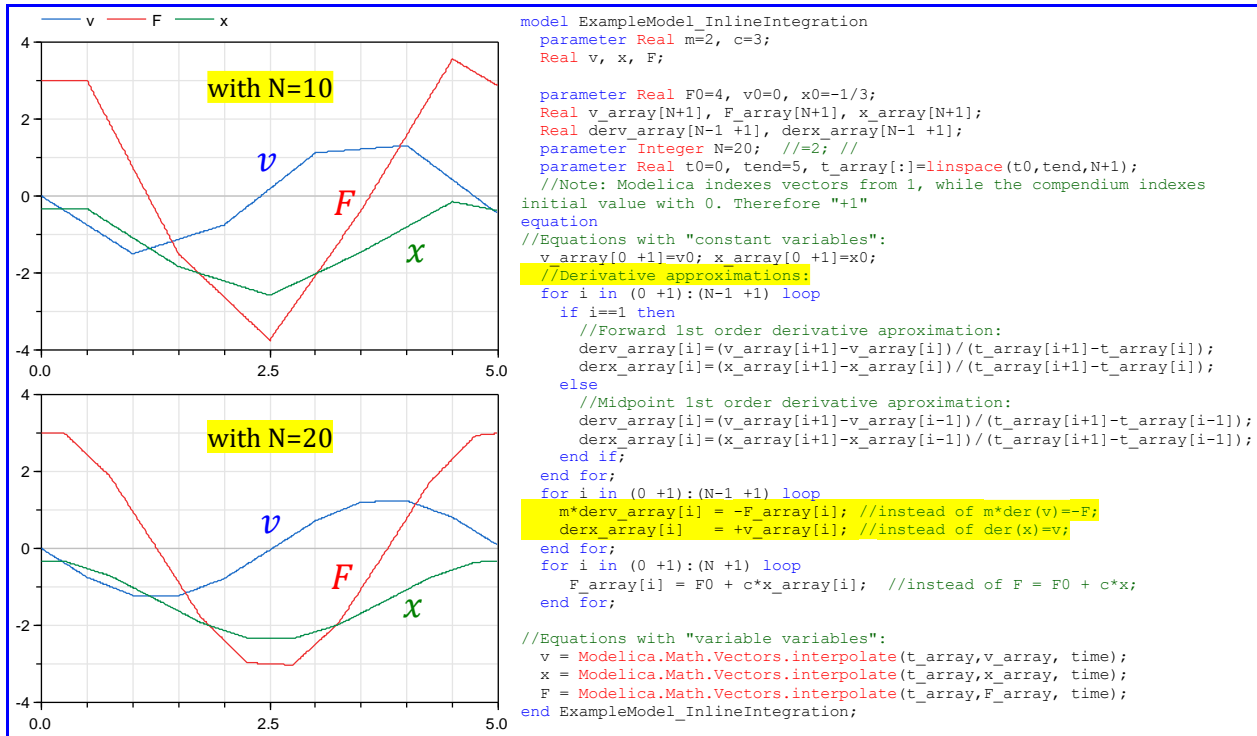 v F x
4
2
0
-2
-4
0.0 2.5 5.0
with N=10
v
F
x
4
2
0
-2
-4
0.0 2.5 5.0
with N=20
v
F
x
model ExampleModel_InlineIntegration
parameter Real m=2, c=3;
Real v, x, F;
parameter Real F0=4, v0=0, x0=-1/3;
Real v_array[N+1], F_array[N+1], x_array[N+1];
Real derv_array[N-1 +1], derx_array[N-1 +1];
parameter Integer N=20; //=2; //
parameter Real t0=0, tend=5, t_array[:]=linspace(t0,tend,N+1);
//Note: Modelica indexes vectors from 1, while the compendium indexes
initial value with 0. Therefore "+1"
equation
//Equations with "constant variables":
v_array[0 +1]=v0; x_array[0 +1]=x0;
//Derivative approximations:
for i in (0 +1):(N-1 +1) loop
if i==1 then
//Forward 1st order derivative aproximation:
derv_array[i]=(v_array[i+1]-v_array[i])/(t_array[i+1]-t_array[i]);
derx_array[i]=(x_array[i+1]-x_array[i])/(t_array[i+1]-t_array[i]);
else
//Midpoint 1st order derivative aproximation:
derv_array[i]=(v_array[i+1]-v_array[i-1])/(t_array[i+1]-t_array[i-1]);
derx_array[i]=(x_array[i+1]-x_array[i-1])/(t_array[i+1]-t_array[i-1]);
end if;
end for;
for i in (0 +1):(N-1 +1) loop
m*derv_array[i] = -F_array[i]; //instead of m*der(v)=-F;
derx_array[i] = +v_array[i]; //instead of der(x)=v;
end for;
for i in (0 +1):(N +1) loop
F_array[i] = F0 + c*x_array[i]; //instead of F = F0 + c*x;
end for;
//Equations with "variable variables":
v = Modelica.Math.Vectors.interpolate(t_array,v_array, time);
x = Modelica.Math.Vectors.interpolate(t_array,x_array, time);
F = Modelica.Math.Vectors.interpolate(t_array,F_array, time);
end ExampleModel_InlineIntegration;